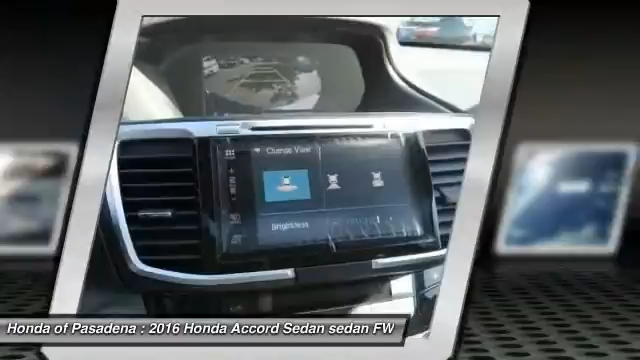 Change View
Brightness
Honda of Pasadena : 2016 Honda Accord Sedan sedan FW